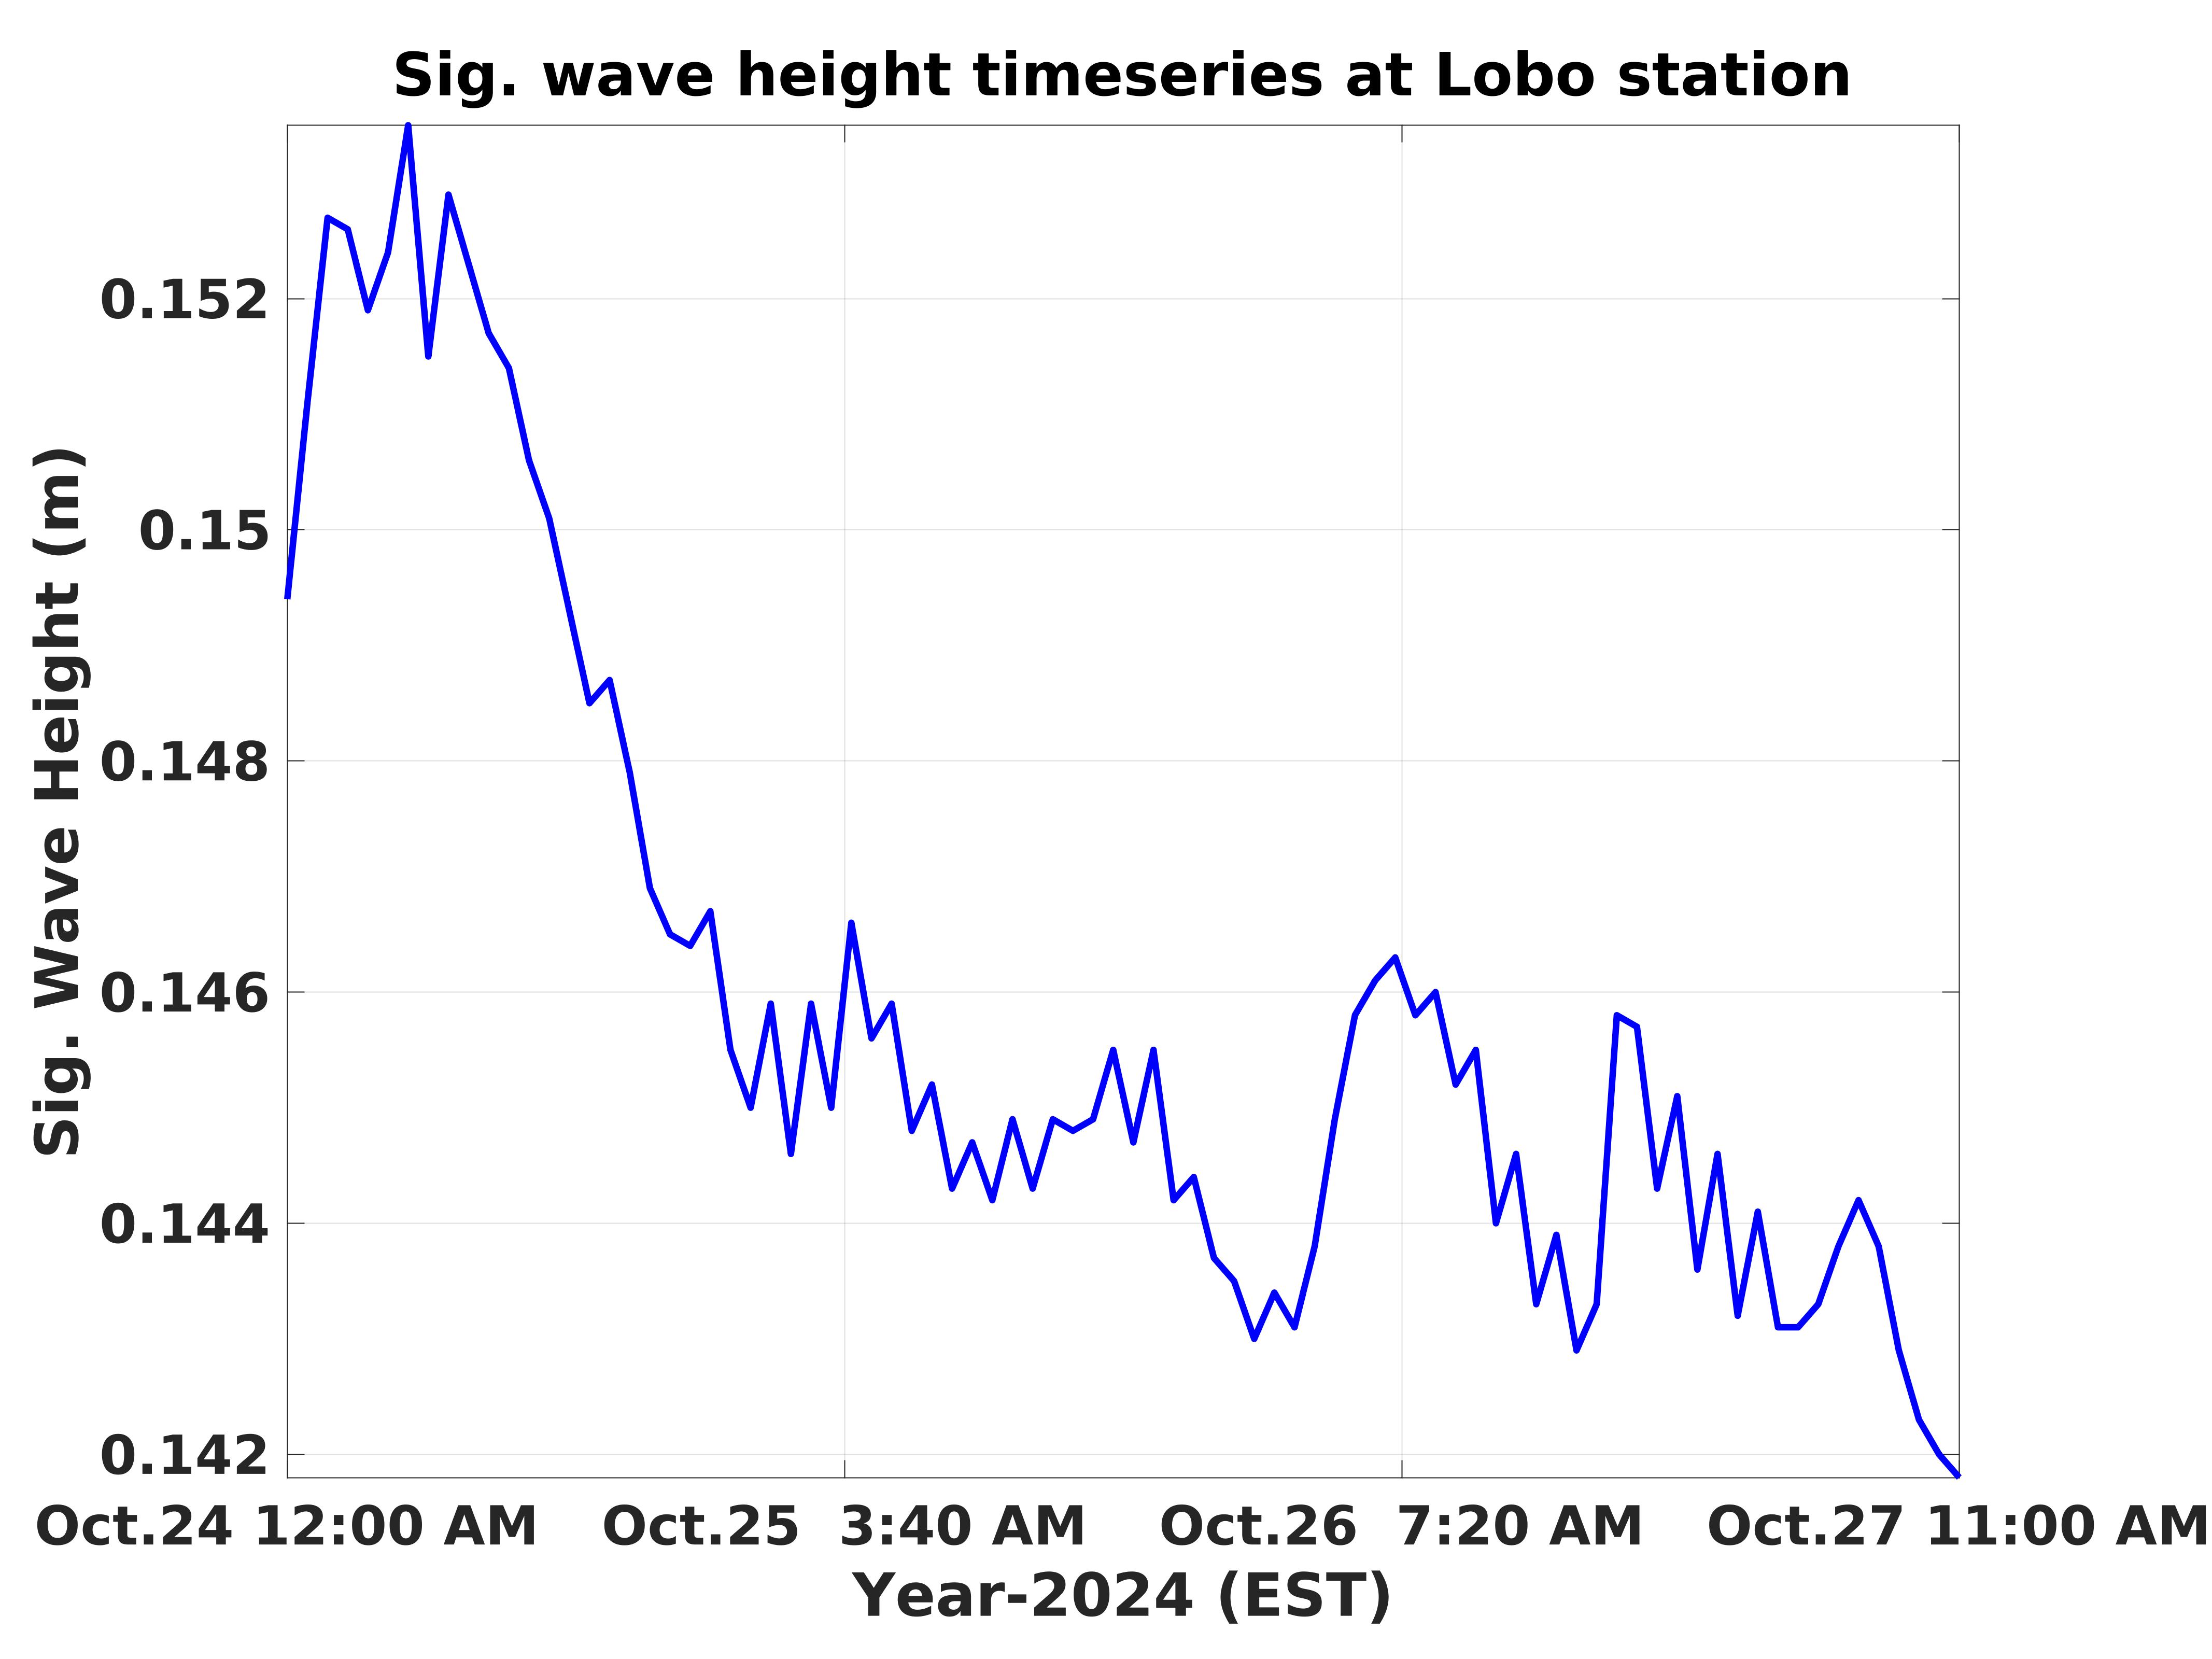 Sig. wave height timeseries at Lobo station
Sig. Wave Height (m)
0.152
0.15
0.148
0.146
0.144
0.142
Oct.24 12:00 AM Oct.25 3:40 AM Oct.26 7:20 AM Oct.27 11:00 AM
Year-2024 (EST)